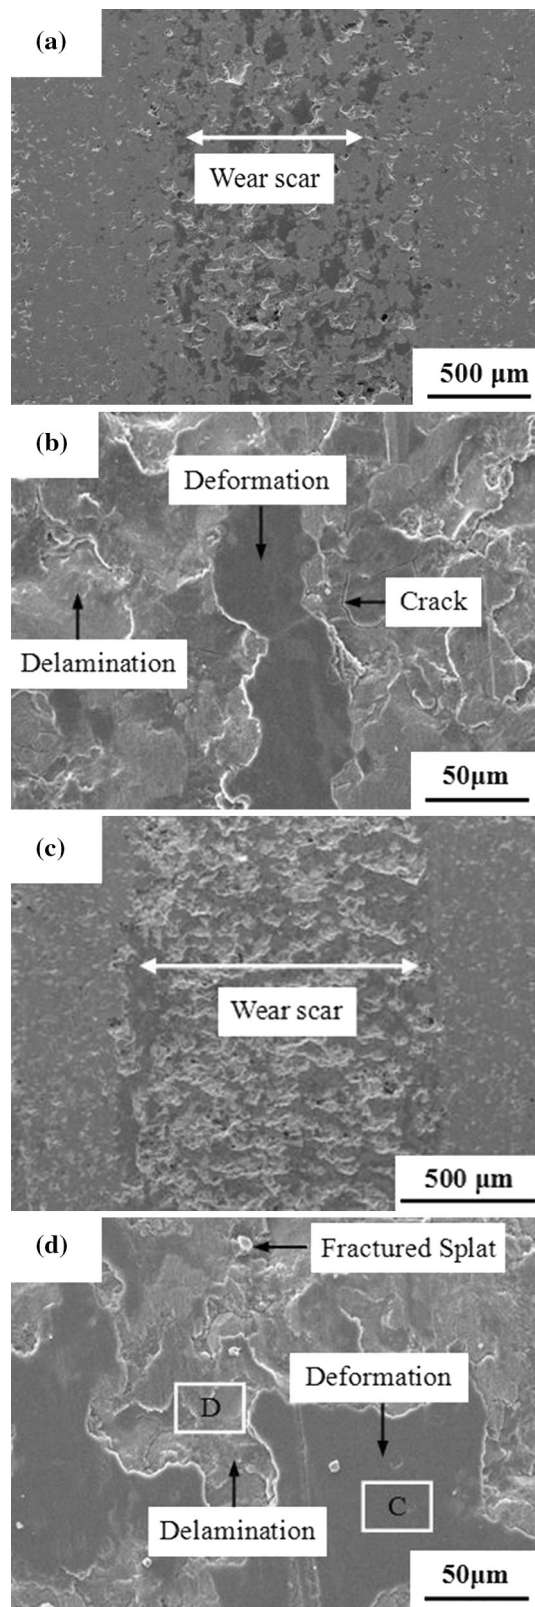 (a)
Wear scar
500 μm
(b)
Deformation
Crack
Delamination
50μm
(c)
Wear scar
500 μm
(d)
Fractured Splat
Deformation
D
C
Delamination
50μm